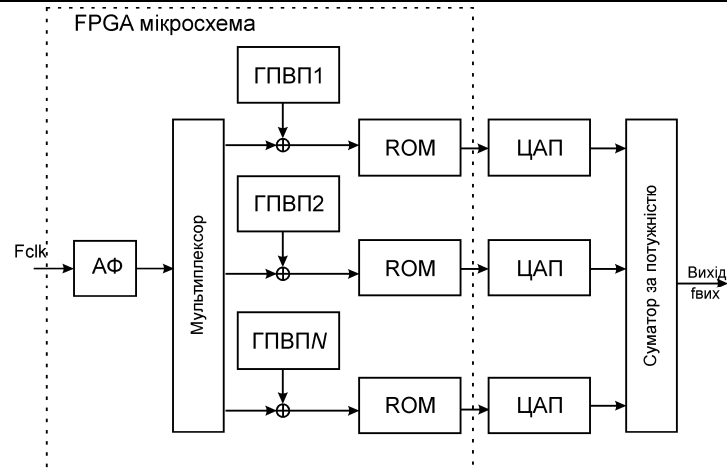 FPGA мікросхема
ГПВП1
ROM
ЦАП
ГПВП2
Fclk
АФ
Мультиплексор
ROM
ЦАП
Суматор за потужністю
Вихід
fвих
ГПВПN
ROM
ЦАП